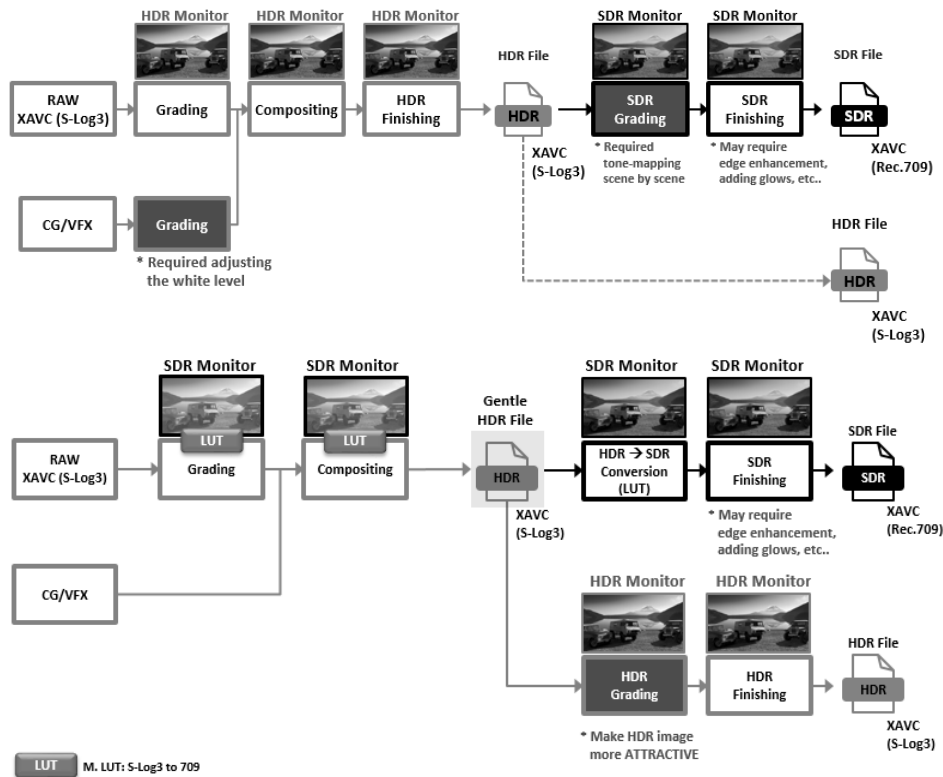 HDR Monitor
HDR Monitor
HDR Monitor
SDR Monitor
SDR Monitor
HDR File
SDR File
RAW
XAVC (S-Log3)
Grading
Compositing
HDR
Finishing
HDR
SDR
Grading
SDR
Finishing
SDR
XAVC
(S-Log3)
* Required
tone-mapping
scene by scene
* May require
edge enhancement,
adding glows, etc..
XAVC
(Rec.709)
CG/VFX
Grading
* Required adjusting
the white level
HDR File
HDR
XAVC
(S-Log3)
SDR Monitor
SDR Monitor
SDR Monitor
SDR Monitor
Gentle
HDR File
SDR File
LUT
LUT
RAW
XAVC (S-Log3)
Grading
Compositing
HDR
HDR → SDR
Conversion
(LUT)
SDR
Finishing
SDR
XAVC
(S-Log3)
* May require
edge enhancement,
adding glows, etc..
XAVC
(Rec.709)
CG/VFX
HDR Monitor
HDR Monitor
HDR File
HDR
Grading
HDR
Finishing
HDR
XAVC
(S-Log3)
* Make HDR image
more ATTRACTIVE
LUT
M. LUT: S-Log3 to 709